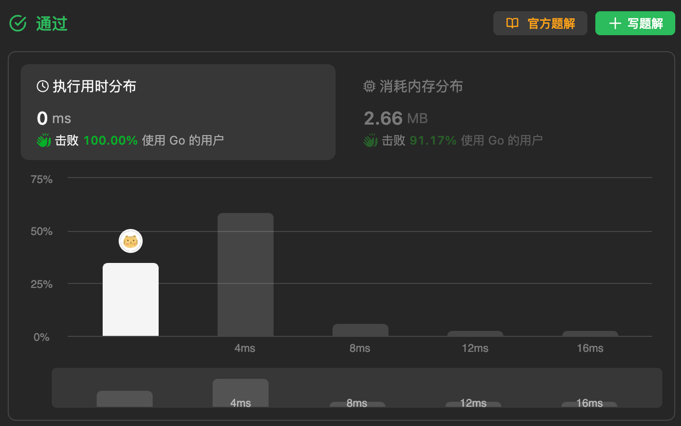 通过
官方题解
写题解
执行用时分布
0 ms
击败 100.00% 使用 Go 的用户
消耗内存分布
2.66 MB
击败 91.17% 使用 Go 的用户
75%
50%
25%
0%
4ms
8ms
12ms
16ms
4ms
8ms
12ms
16ms